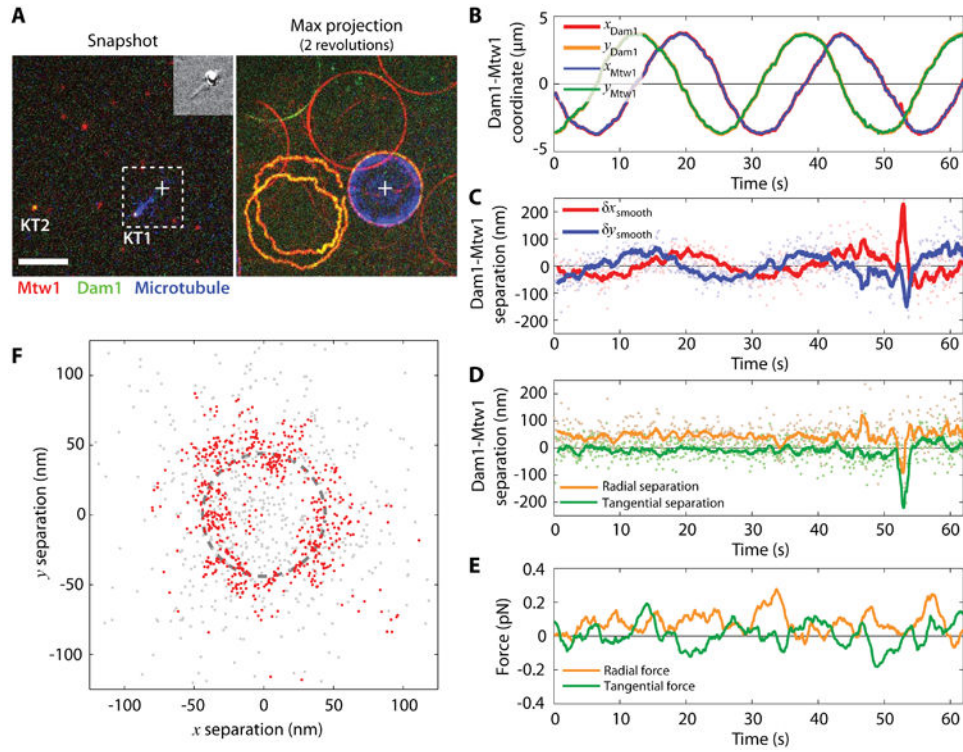 A
Snapshot
Max projection
(2 revolutions)
KT2
KT1
Mtw1 Dam1 Microtubule
B
Dam1-Mtw1
coordinate (µm)
5
0
-5
xDam1
yDam1
xMtw1
yMtw1
0 10 20 30 40 50 60
Time (s)
C
Dam1-Mtw1
separation (nm)
200
100
0
-100
-200
δxsmooth
δysmooth
0 10 20 30 40 50 60
Time (s)
D
Dam1-Mtw1
separation (nm)
200
100
0
-100
-200
Radial separation
Tangential separation
0 10 20 30 40 50 60
Time (s)
E
Force (pN)
0.4
0.2
0
-0.2
-0.4
Radial force
Tangential force
0 10 20 30 40 50 60
Time (s)
F
y separation (nm)
100
50
0
-50
-100
-100 -50 0 50 100
x separation (nm)